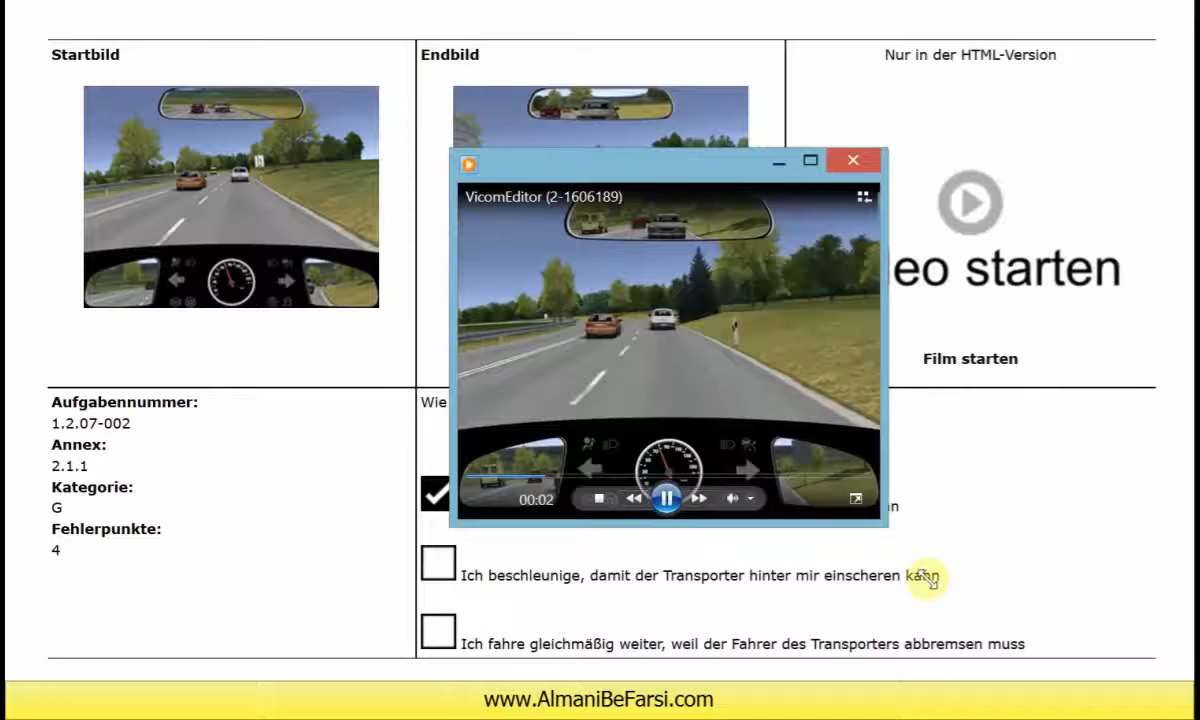 Startbild
Endbild
Nur in der HTML-Version
VicomEditor (2-1606189)
eo starten
Film starten
00:02
Aufgabennummer:
1.2.07-002
Annex:
2.1.1
Kategorie:
G
Fehlerpunkte:
4
Wie
n
Ich beschleunige, damit der Transporter hinter mir einscheren kann
Ich fahre gleichmäßig weiter, weil der Fahrer des Transporters abbremsen muss
www.AlmaniBeFarsi.com